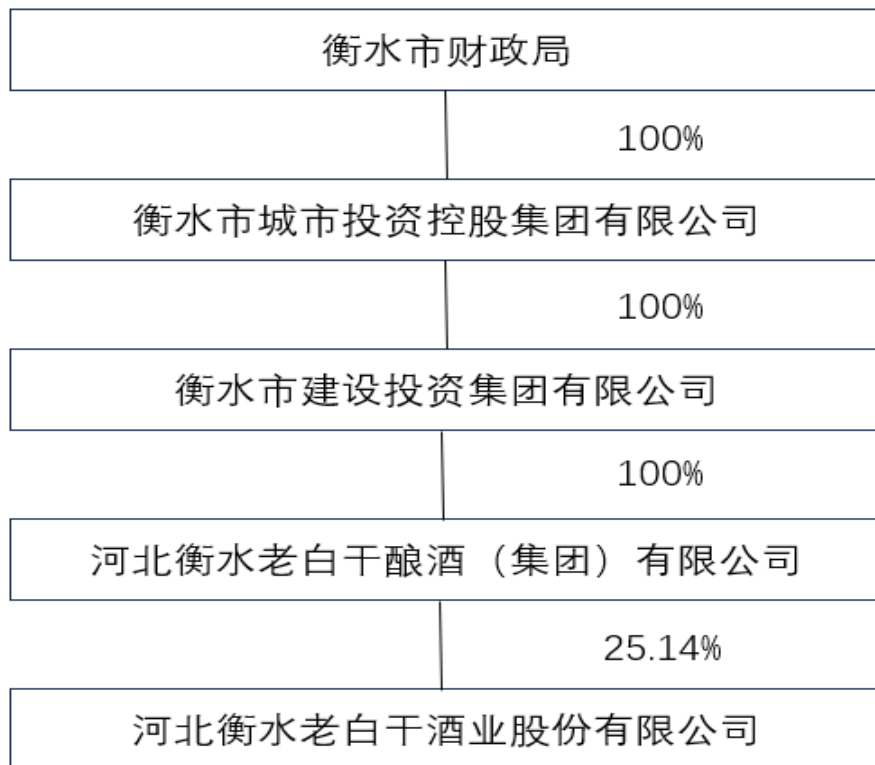 衡水市财政局
100%
衡水市城市投资控股集团有限公司
100%
衡水市建设投资集团有限公司
100%
河北衡水老白干酿酒（集团）有限公司
25.14%
河北衡水老白干酒业股份有限公司